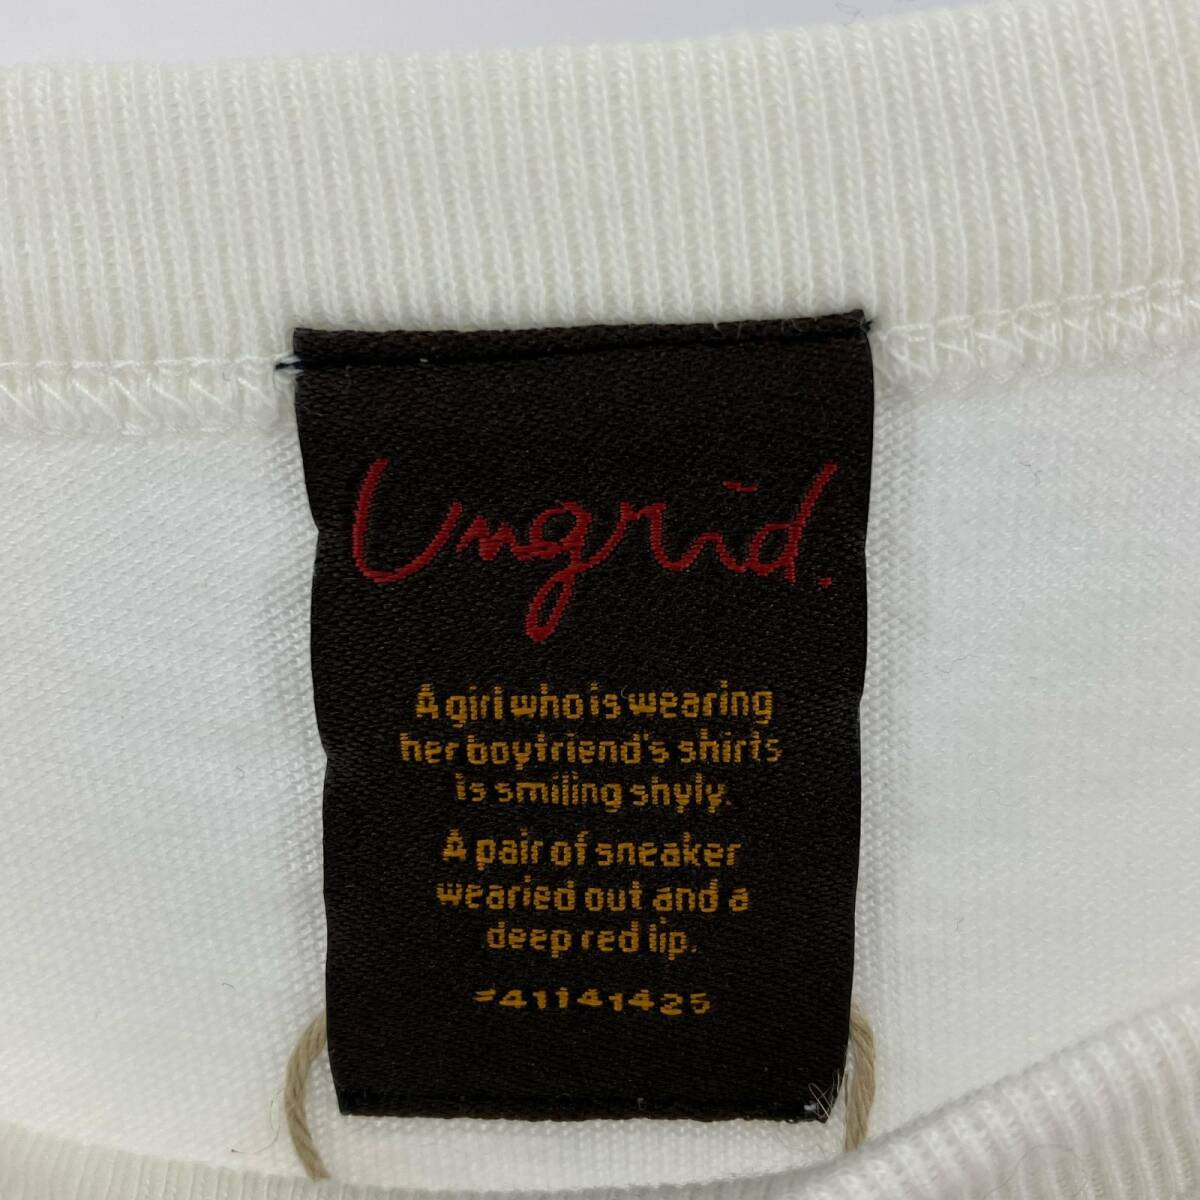 Ungrid.
A girl who is wearing
her boyfriend's shirts
is smiling shyly.
A pair of sneaker
wearied out and a
deep red lip.
#41141425